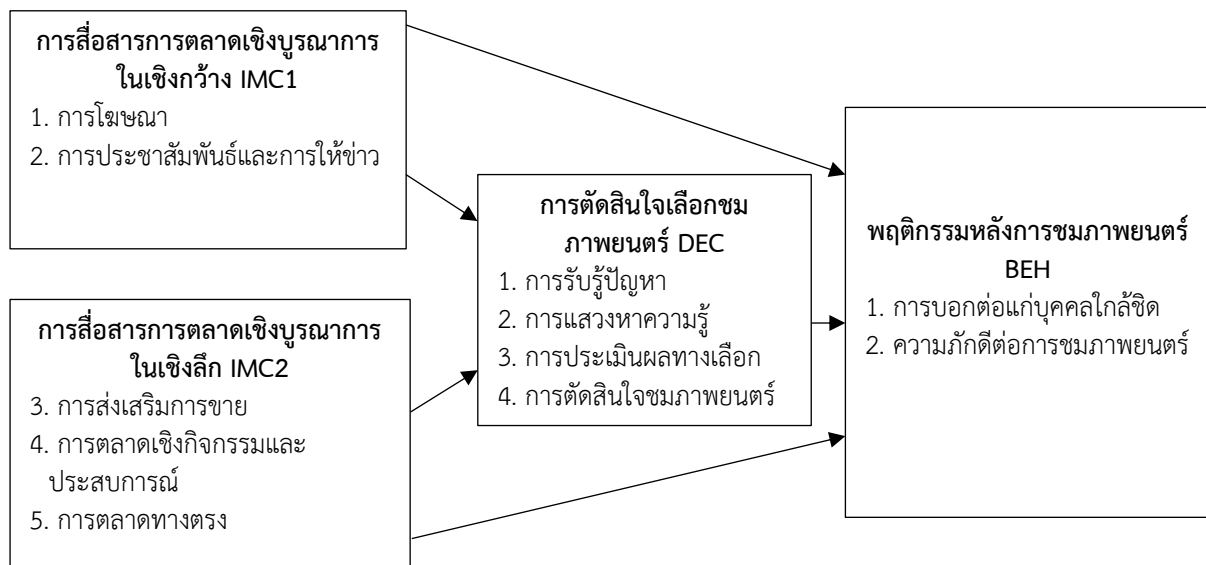 การสื่อสารการตลาดเชิงบูรณาการ
ในเชิงกว้าง IMC1
1. การโฆษณา
2. การประชาสัมพันธ์และการให้ข่าว
การสื่อสารการตลาดเชิงบูรณาการ
ในเชิงลึก IMC2
3. การส่งเสริมการขาย
4. การตลาดเชิงกิจกรรมและ
ประสบการณ์
5. การตลาดทางตรง
การตัดสินใจเลือกชม
ภาพยนตร์ DEC
1. การรับรู้ปัญหา
2. การแสวงหาความรู้
3. การประเมินผลทางเลือก
4. การตัดสินใจชมภาพยนตร์
พฤติกรรมหลังการชมภาพยนตร์
BEH
1. การบอกต่อแก่บุคคลใกล้ชิด
2. ความภักดีต่อการชมภาพยนตร์